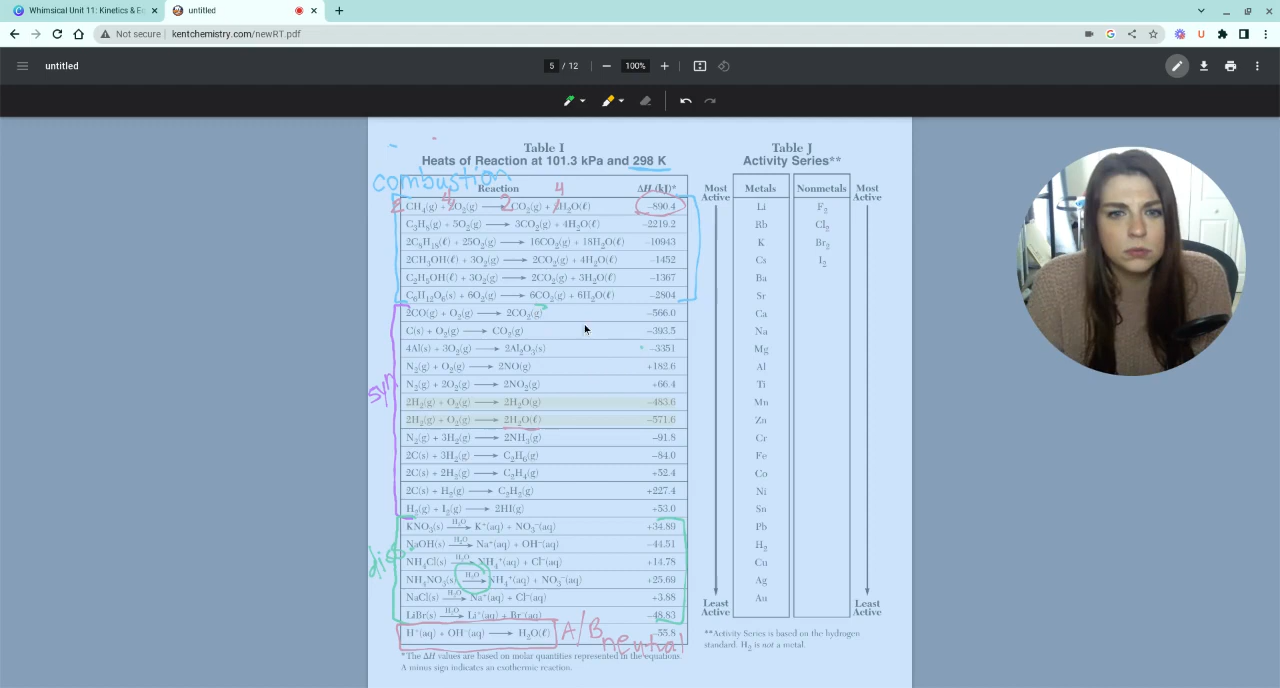 Whimsical Unit 11: Kinetics & E
untitled
Not secure
kentchemistry.com/newRT.pdf
untitled
5 / 12
100%
Table I
Heats of Reaction at 101.3 kPa and 298 K
combustion
Reaction ΔH (kJ)*
2 CH₄(g) + 4 2O₂(g) ⟶ 2 CO₂(g) + 4 2H₂O(ℓ) −890.4
C₃H₈(g) + 5O₂(g) ⟶ 3CO₂(g) + 4H₂O(ℓ) −2219.2
2C₈H₁₈(ℓ) + 25O₂(g) ⟶ 16CO₂(g) + 18H₂O(ℓ) −10943
2CH₃OH(ℓ) + 3O₂(g) ⟶ 2CO₂(g) + 4H₂O(ℓ) −1452
C₂H₅OH(ℓ) + 3O₂(g) ⟶ 2CO₂(g) + 3H₂O(ℓ) −1367
C₆H₁₂O₆(s) + 6O₂(g) ⟶ 6CO₂(g) + 6H₂O(ℓ) −2804
2CO(g) + O₂(g) ⟶ 2CO₂(g) −566.0
C(s) + O₂(g) ⟶ CO₂(g) −393.5
4Al(s) + 3O₂(g) ⟶ 2Al₂O₃(s) −3351
N₂(g) + O₂(g) ⟶ 2NO(g) +182.6
N₂(g) + 2O₂(g) ⟶ 2NO₂(g) +66.4
syn
2H₂(g) + O₂(g) ⟶ 2H₂O(g) −483.6
2H₂(g) + O₂(g) ⟶ 2H₂O(ℓ) −571.6
N₂(g) + 3H₂(g) ⟶ 2NH₃(g) −91.8
2C(s) + 3H₂(g) ⟶ C₂H₆(g) −84.0
2C(s) + 2H₂(g) ⟶ C₂H₄(g) +52.4
2C(s) + H₂(g) ⟶ C₂H₂(g) +227.4
H₂(g) + I₂(g) ⟶ 2HI(g) +53.0
KNO₃(s) H₂O⟶ K⁺(aq) + NO₃⁻(aq) +34.89
NaOH(s) H₂O⟶ Na⁺(aq) + OH⁻(aq) −44.51
NH₄Cl(s) H₂O⟶ NH₄⁺(aq) + Cl⁻(aq) +14.78
NH₄NO₃(s) H₂O⟶ NH₄⁺(aq) + NO₃⁻(aq) +25.69
NaCl(s) H₂O⟶ Na⁺(aq) + Cl⁻(aq) +3.88
LiBr(s) H₂O⟶ Li⁺(aq) + Br⁻(aq) −48.83
H⁺(aq) + OH⁻(aq) ⟶ H₂O(ℓ) −55.8
A/B neutral
*The ΔH values are based on molar quantities represented in the equations.
A minus sign indicates an exothermic reaction.
Table J
Activity Series**
Most Active
Metals
Nonmetals
Most Active
Li F₂
Rb Cl₂
K Br₂
Cs I₂
Ba
Sr
Ca
Na
Mg
Al
Ti
Mn
Zn
Cr
Fe
Co
Ni
Sn
Pb
H₂
Cu
Ag
Au
Least Active
Least Active
**Activity Series is based on the hydrogen
standard. H₂ is not a metal.